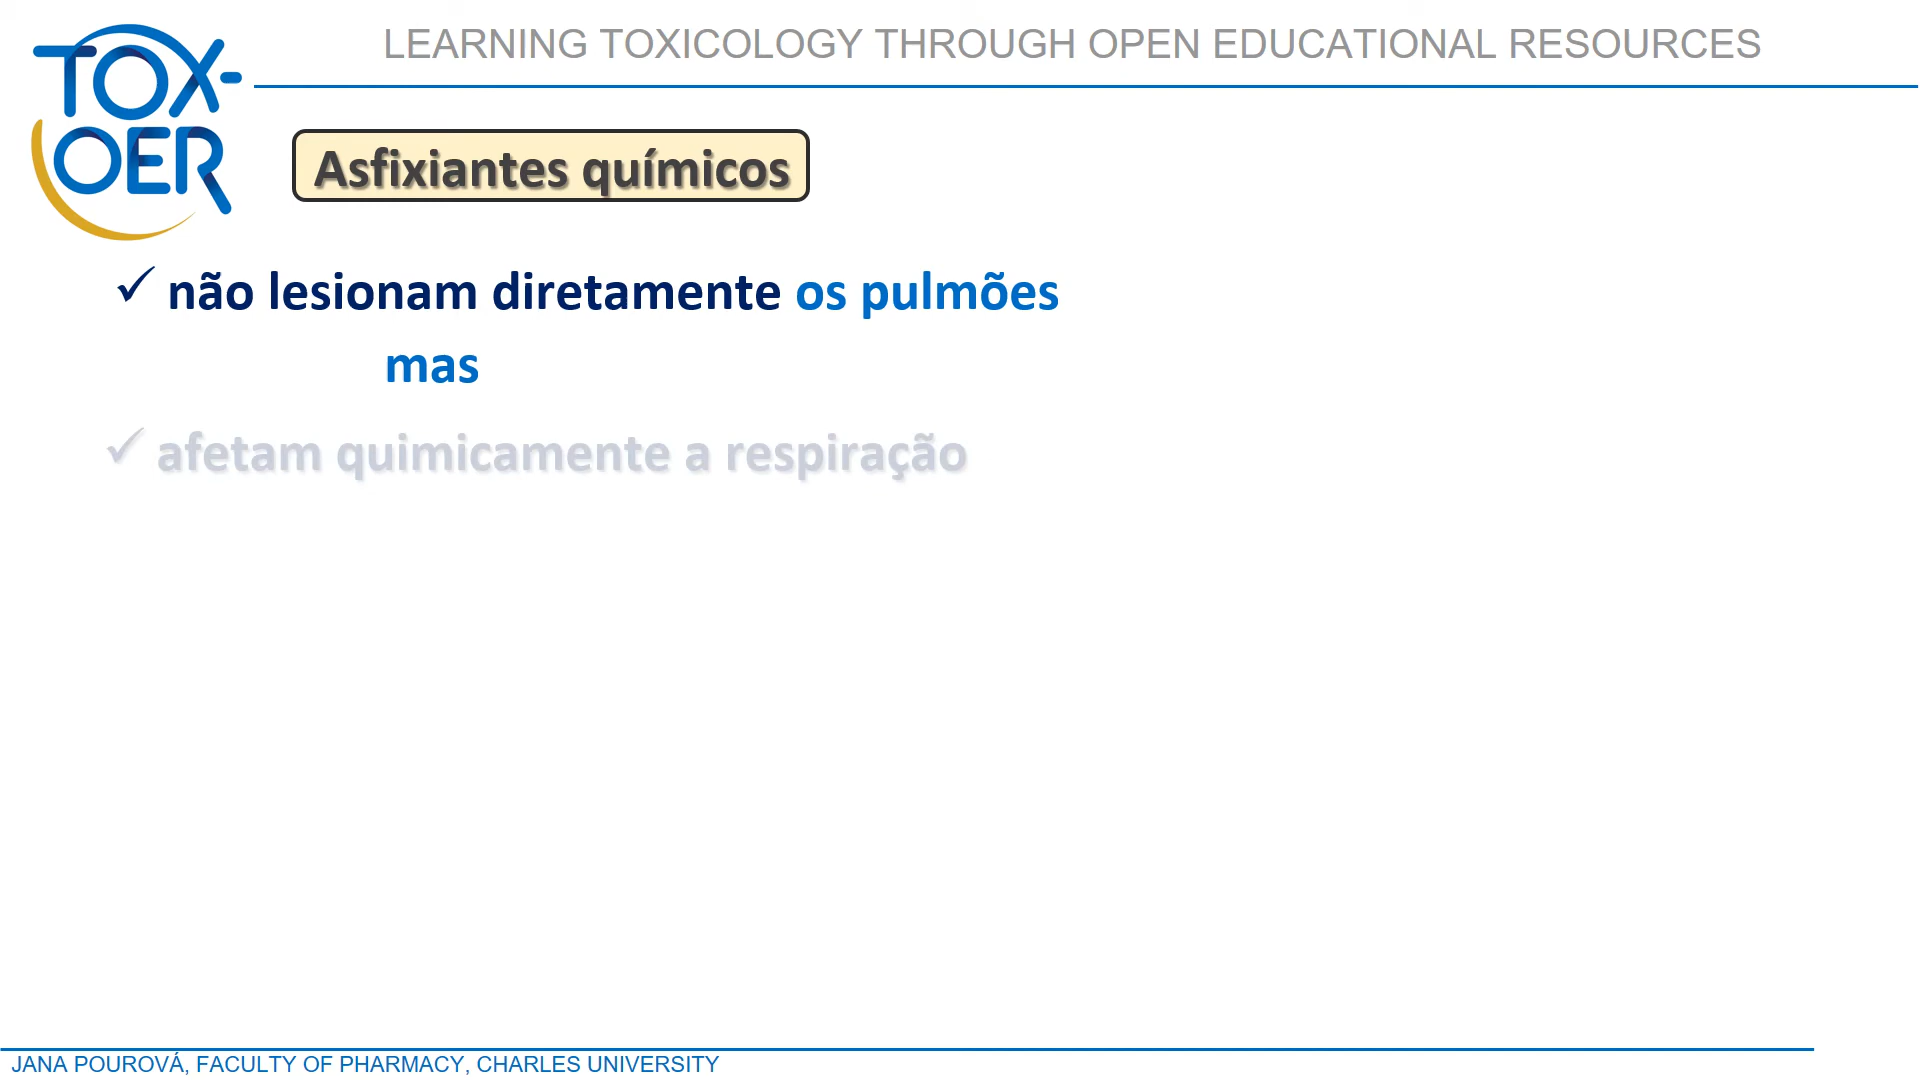 LEARNING TOXICOLOGY THROUGH OPEN EDUCATIONAL RESOURCES
TOX-
OER
Asfixiantes químicos
✓ não lesionam diretamente os pulmões
mas
✓ afetam quimicamente a respiração
JANA POUROVÁ, FACULTY OF PHARMACY, CHARLES UNIVERSITY